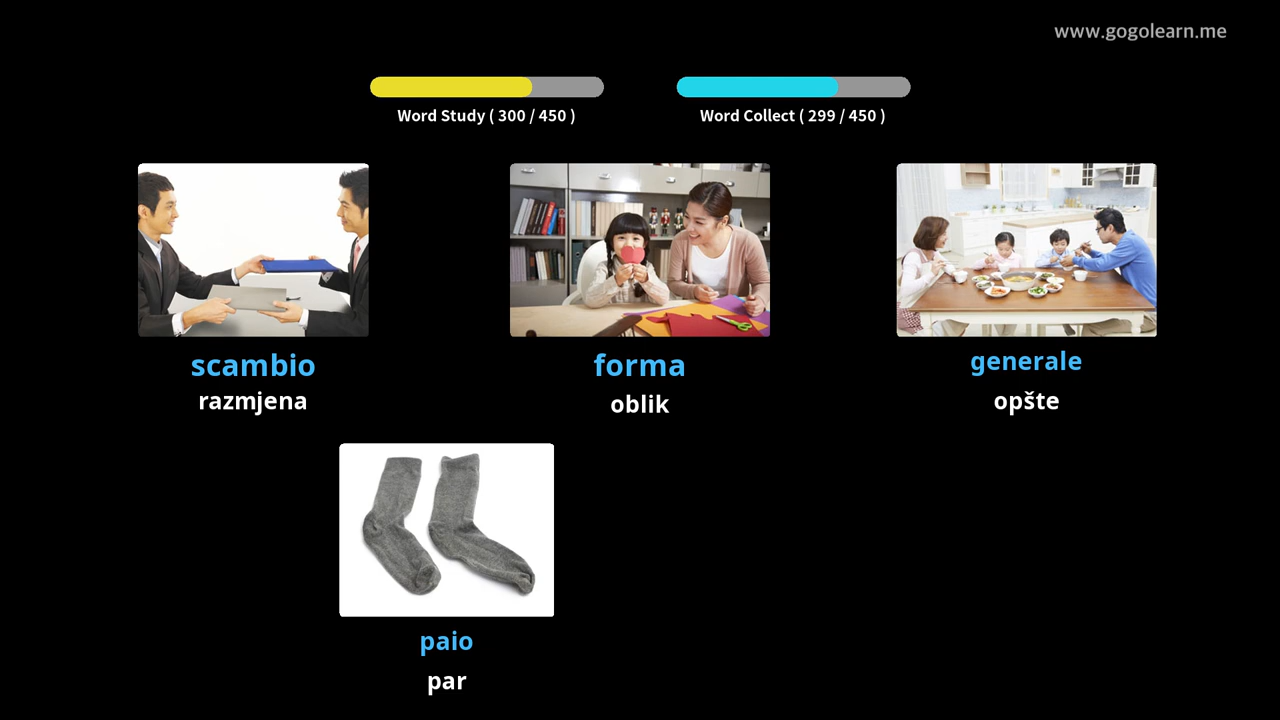 www.gogolearn.me
Word Study ( 300 / 450 )
Word Collect ( 299 / 450 )
scambio
razmjena
forma
oblik
generale
opšte
paio
par